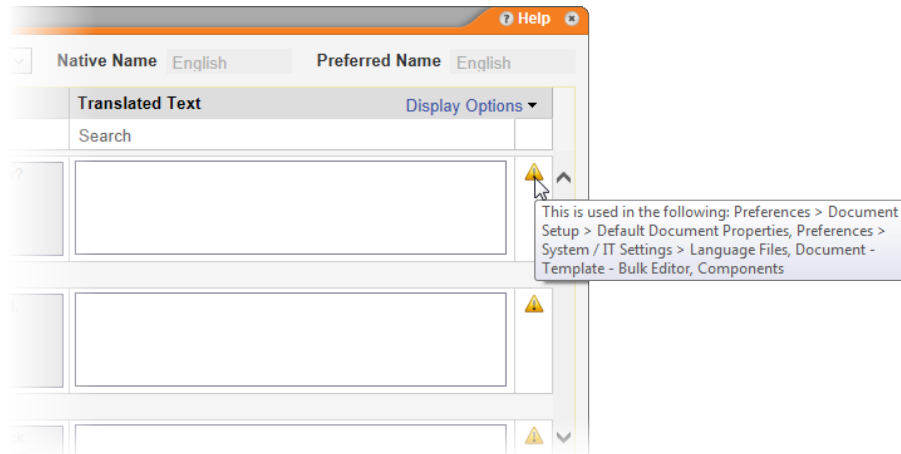 Help
Native Name English Preferred Name English
Translated Text Display Options
Search
?
This is used in the following: Preferences > Document
Setup > Default Document Properties, Preferences >
System / IT Settings > Language Files, Document -
Template - Bulk Editor, Components